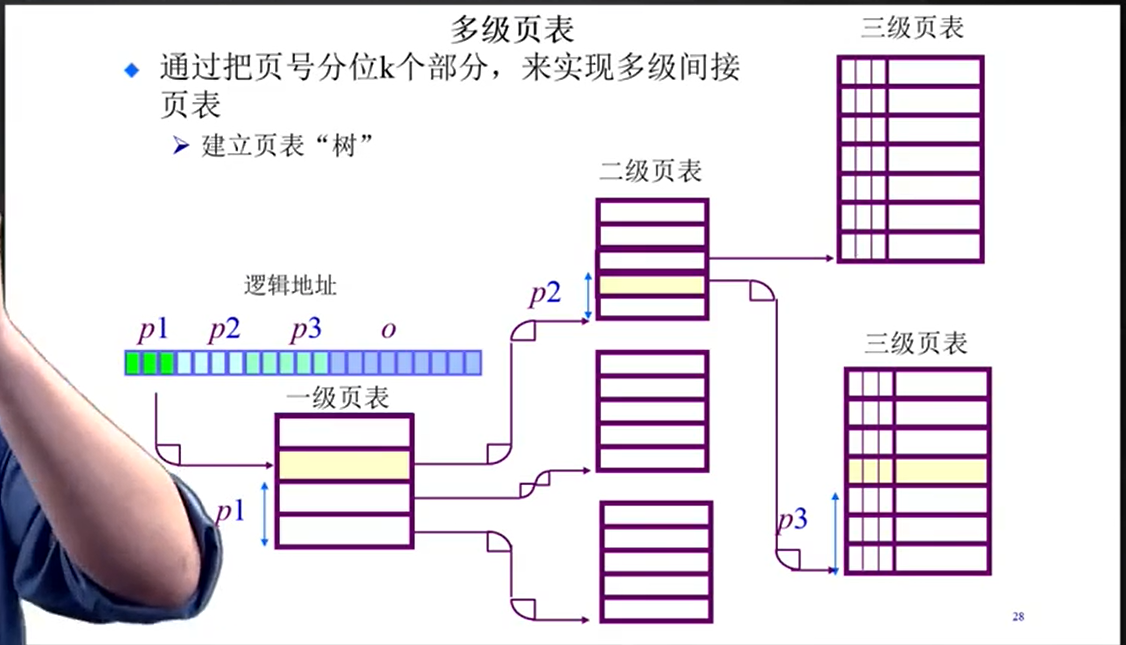 多级页表
通过把页号分位k个部分，来实现多级间接
页表
建立页表“树”
三级页表
二级页表
逻辑地址
p1 p2 p3 o
一级页表
p1
p2
三级页表
p3
28